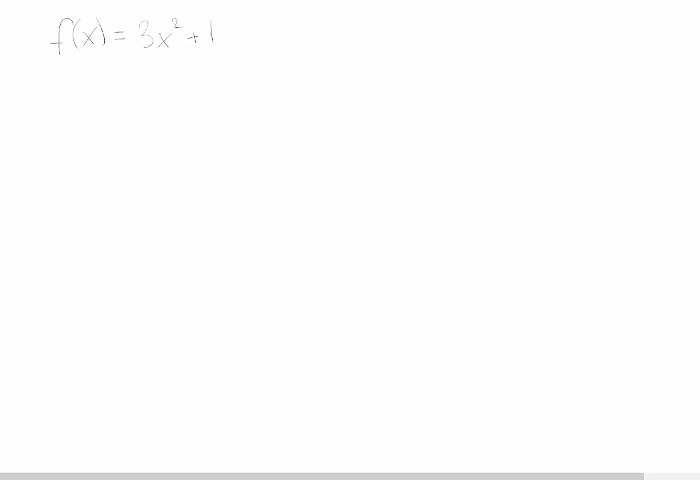 f(x) = 3x² + 1